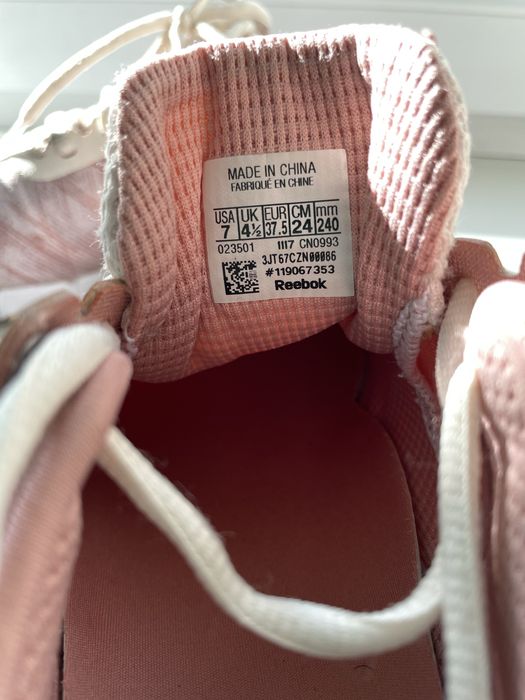 MADE IN CHINA
FABRIQUÉ EN CHINE
USA UK EUR CM mm
7 4½ 37.5 24 240
023501 1117 CN0993
3JT67CZN00086
#119067353
Reebok